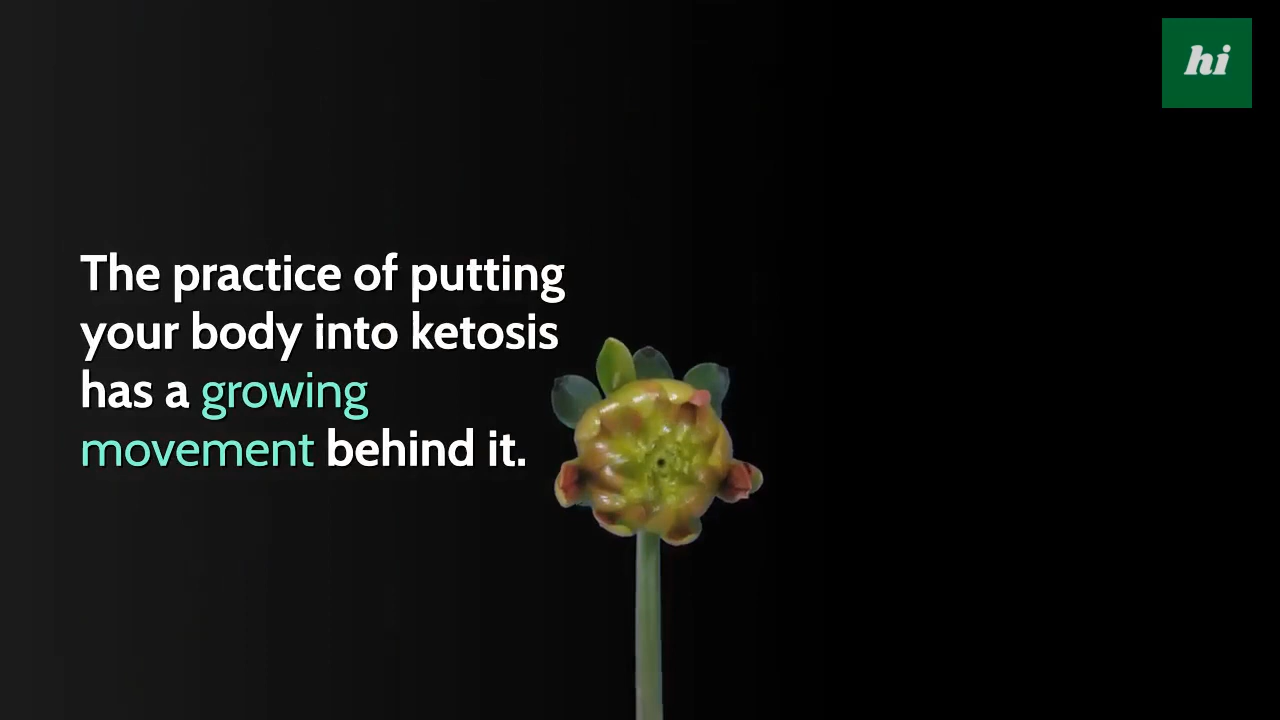 hi
The practice of putting
your body into ketosis
has a growing
movement behind it.